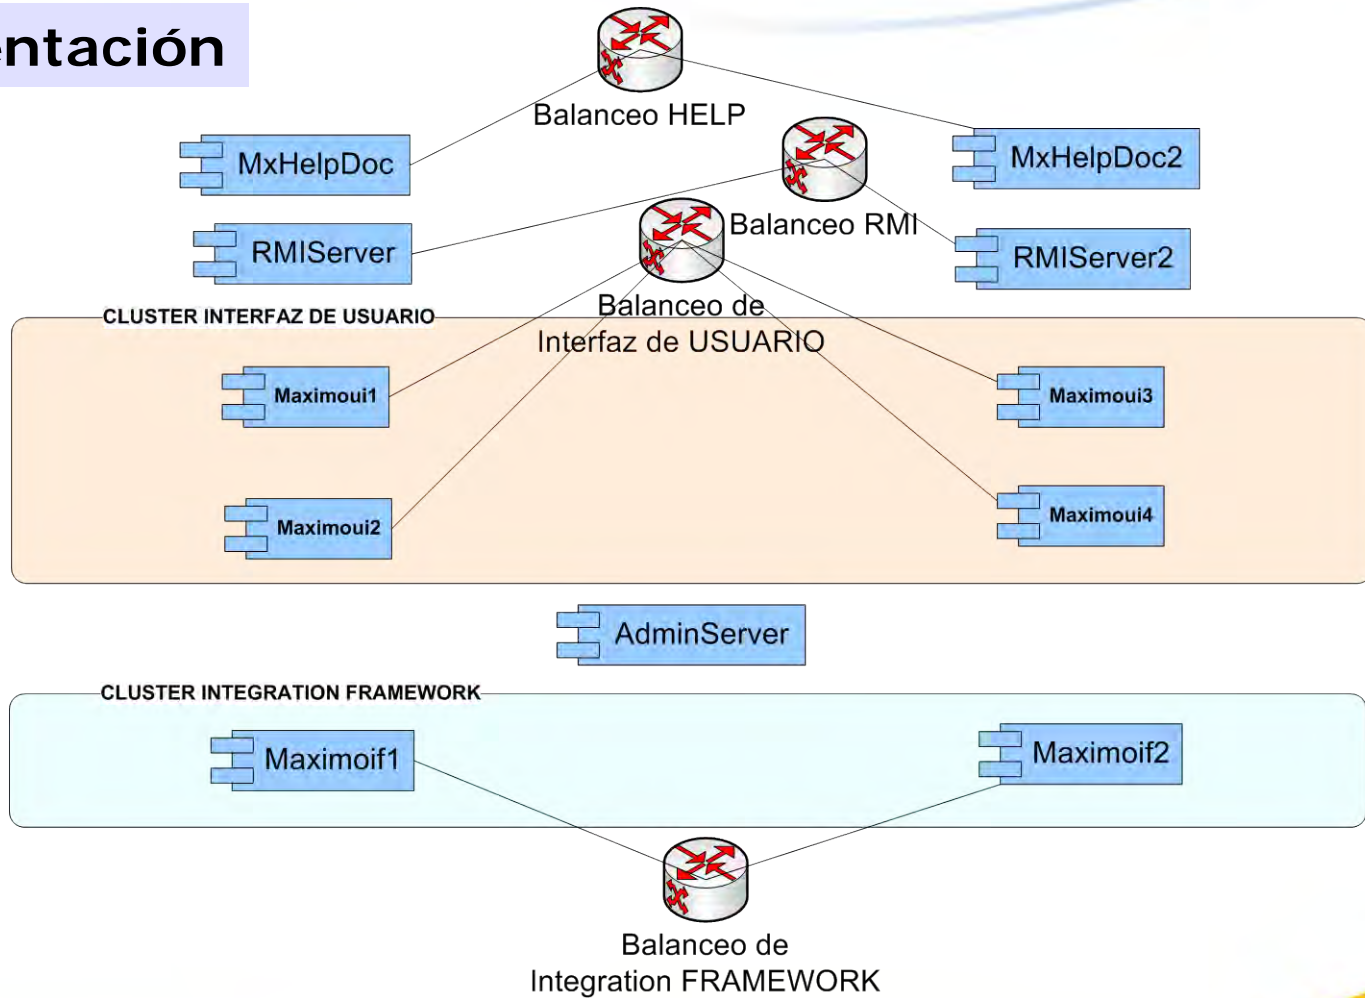 entación
Balanceo HELP
MxHelpDoc
MxHelpDoc2
Balanceo RMI
RMIServer
RMIServer2
Balanceo de
Interfaz de USUARIO
CLUSTER INTERFAZ DE USUARIO
Maximoui1
Maximoui3
Maximoui2
Maximoui4
AdminServer
CLUSTER INTEGRATION FRAMEWORK
Maximoif1
Maximoif2
Balanceo de
Integration FRAMEWORK